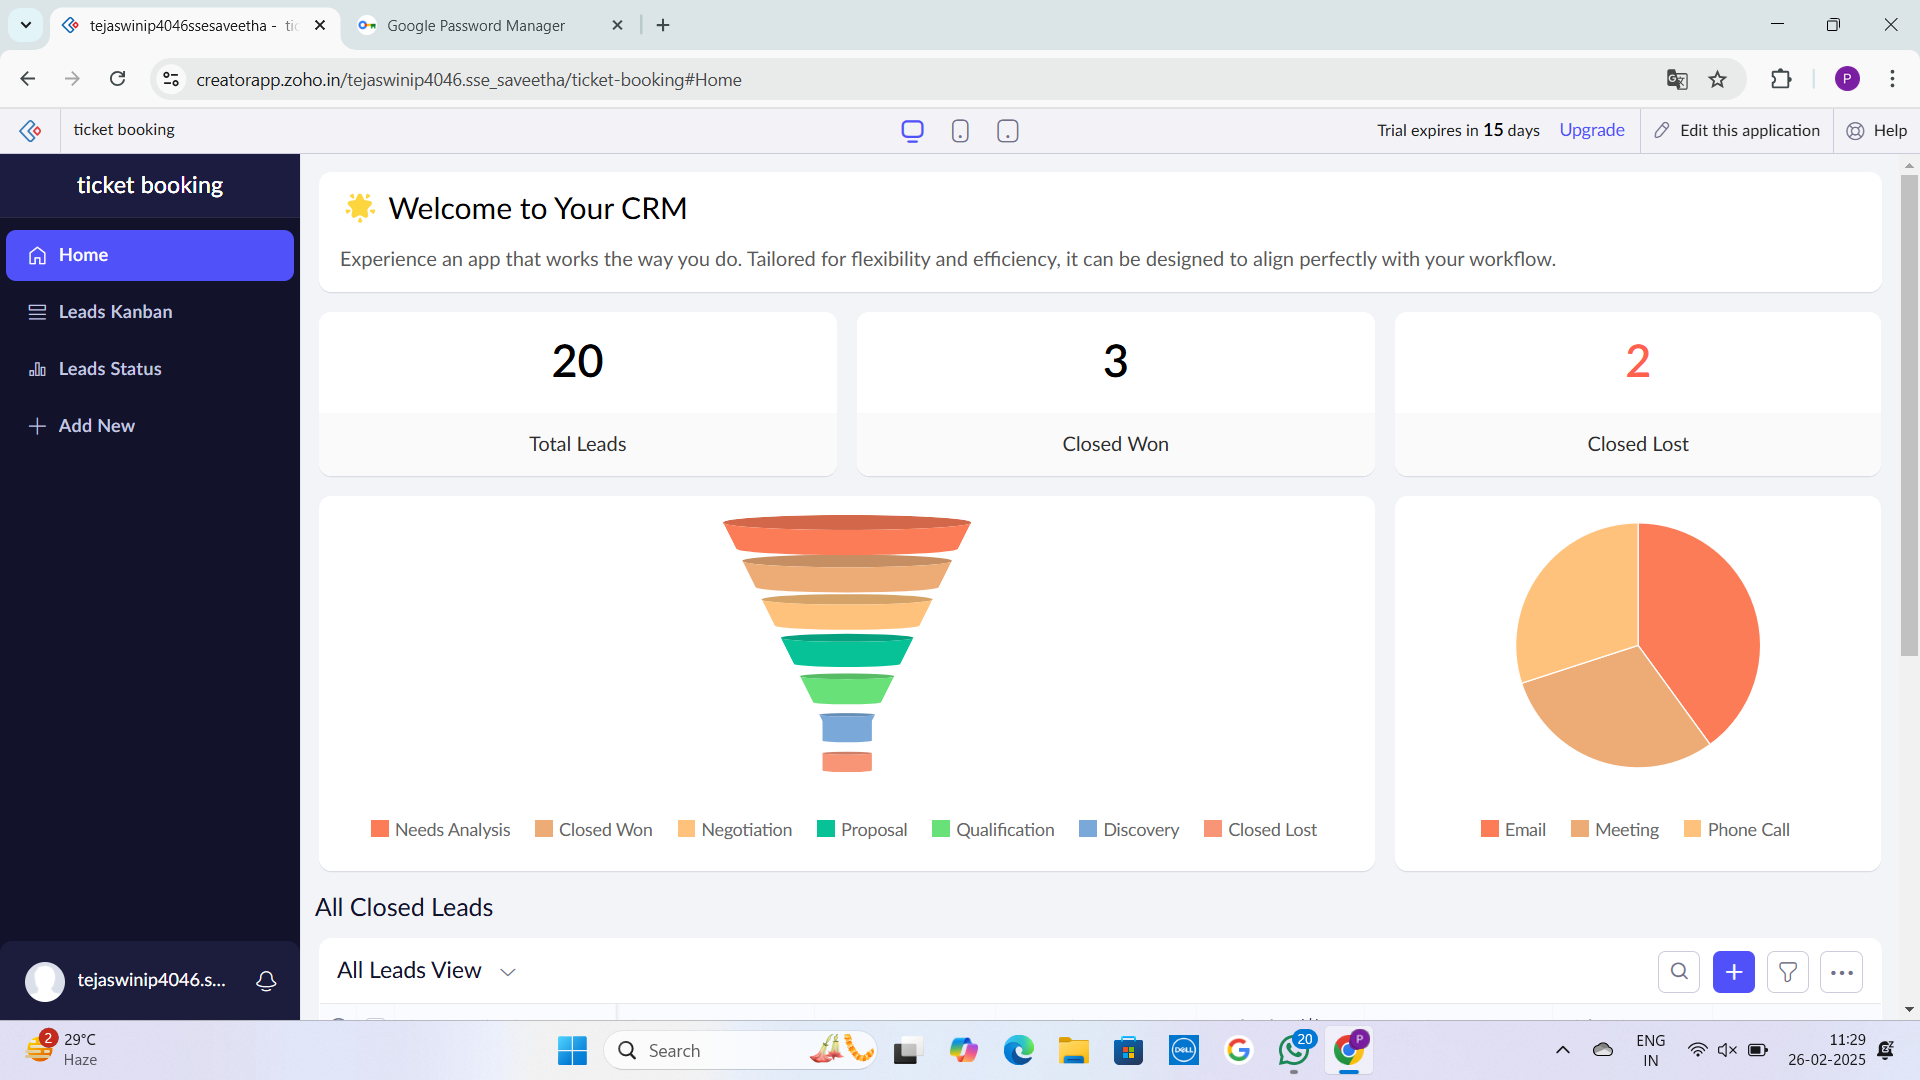 tejaswinip4046ssesaveetha - tic
Google Password Manager
creatorapp.zoho.in/tejaswinip4046.sse_saveetha/ticket-booking#Home
P
ticket booking
Trial expires in 15 days
Upgrade
Edit this application
Help
ticket booking
Home
Leads Kanban
Leads Status
Add New
Welcome to Your CRM
Experience an app that works the way you do. Tailored for flexibility and efficiency, it can be designed to align perfectly with your workflow.
20
Total Leads
3
Closed Won
2
Closed Lost
Needs Analysis Closed Won Negotiation Proposal Qualification Discovery Closed Lost
Email Meeting Phone Call
All Closed Leads
All Leads View
tejaswinip4046.s...
2
29°C
Haze
Search
DELL
20
P
ENG
IN
11:29
26-02-2025